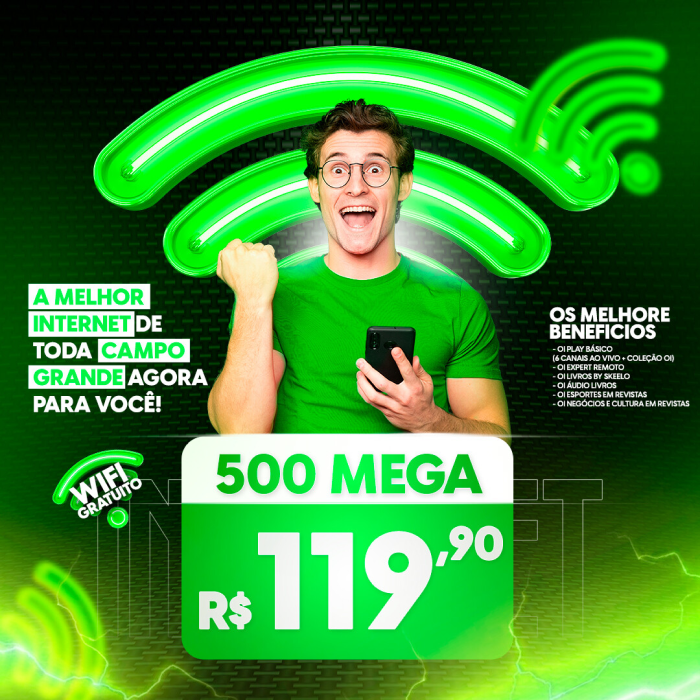 A MELHOR
INTERNET DE
TODA CAMPO
GRANDE AGORA
PARA VOCÊ!
OS MELHORE
BENEFICIOS
- OI PLAY BÁSICO
(6 CANAIS AO VIVO + COLEÇÃO OI)
- OI EXPERT REMOTO
- OI LIVROS BY SKEELO
- OI ÁUDIO LIVROS
- OI ESPORTES EM REVISTAS
- OI NEGÓCIOS E CULTURA EM REVISTAS
WIFI
GRATUITO
500 MEGA
R$ 119,90